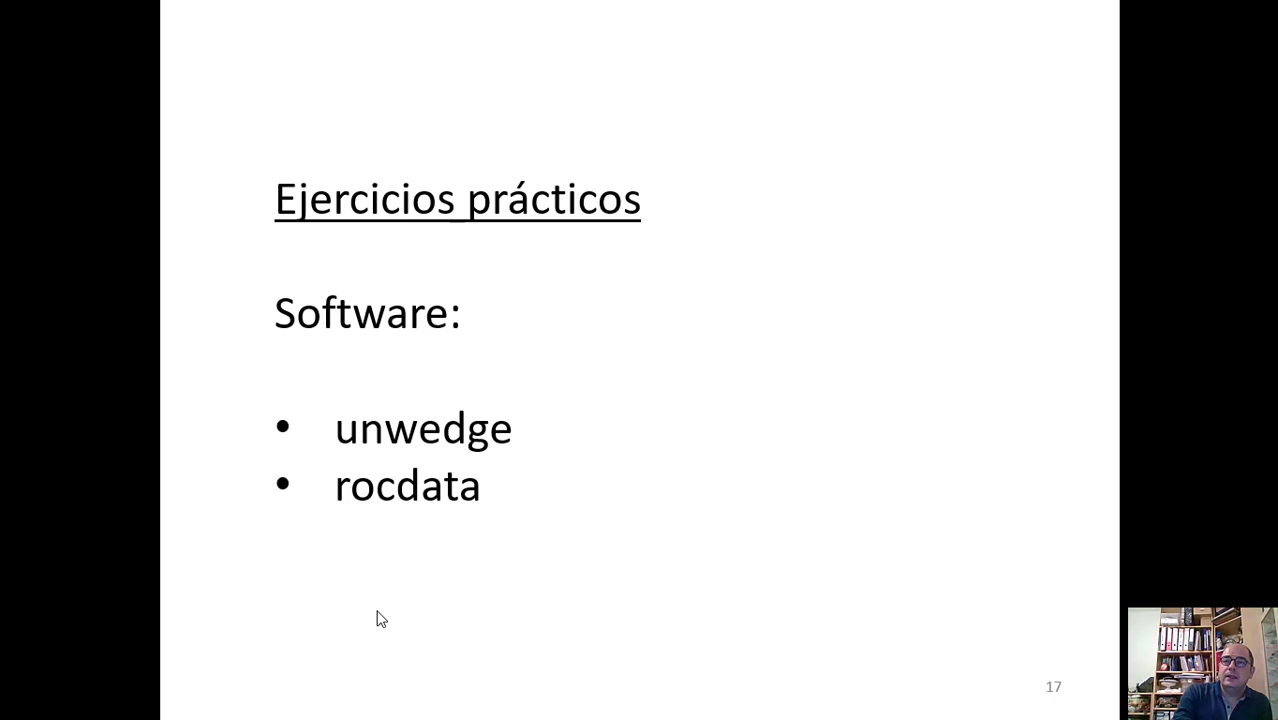 Ejercicios prácticos
Software:
• unwedge
• rocdata
17